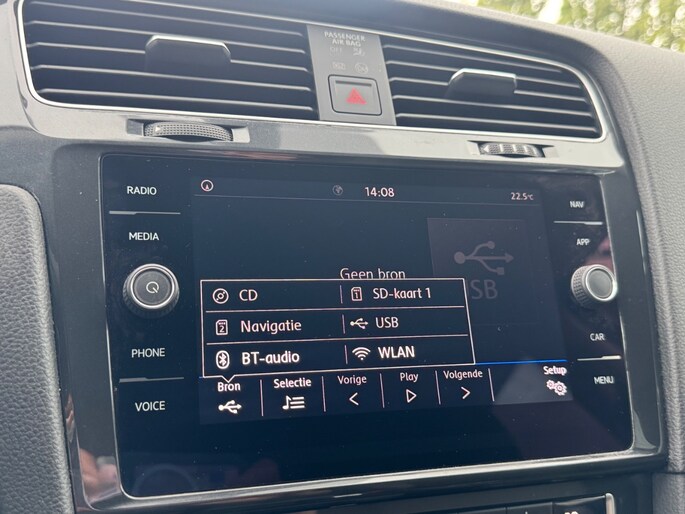 PASSENGER
AIR BAG
RADIO
14:08
22.5°C
NAV
MEDIA
APP
Geen bron
USB
CD
SD-kaart 1
Navigatie
USB
BT-audio
WLAN
PHONE
CAR
VOICE
Bron
Selectie
Vorige
Play
Volgende
Setup
MENU